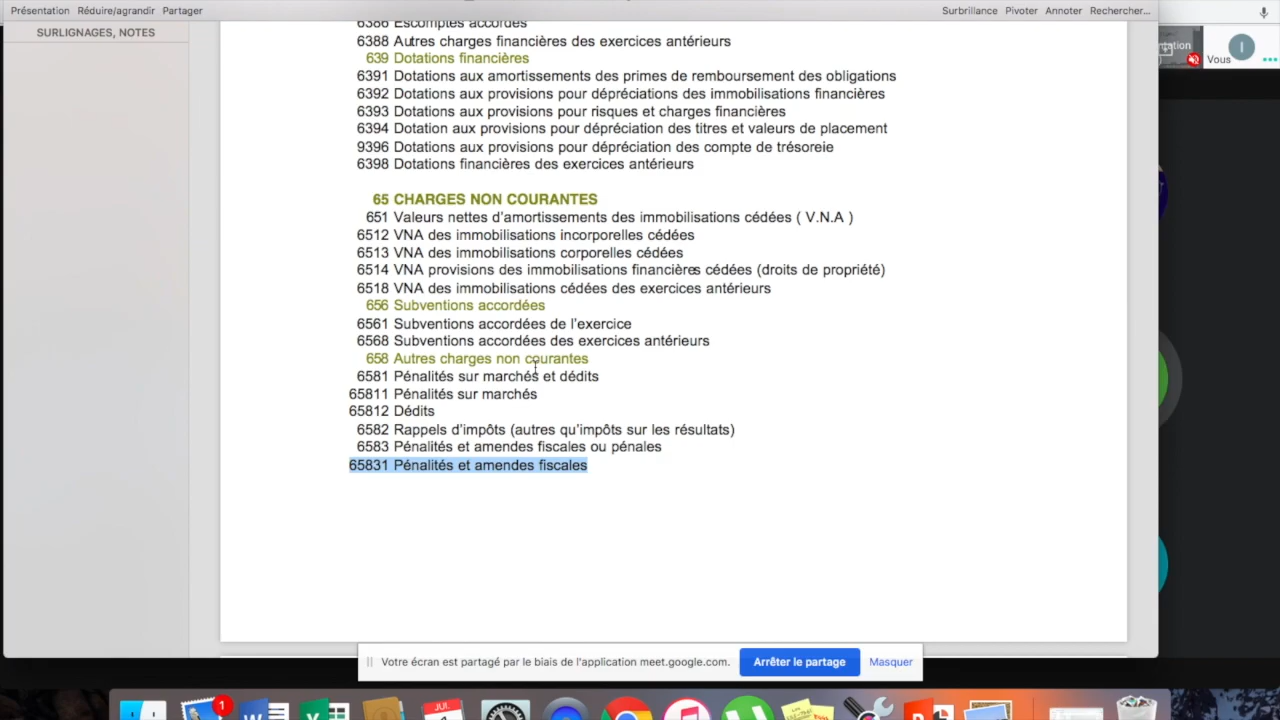 Présentation Réduire/agrandir Partager
Surbrillance Pivoter Annoter Rechercher...
SURLIGNAGES, NOTES
Vous
6386 Escomptes accordés
6388 Autres charges financières des exercices antérieurs
639 Dotations financières
6391 Dotations aux amortissements des primes de remboursement des obligations
6392 Dotations aux provisions pour dépréciations des immobilisations financières
6393 Dotations aux provisions pour risques et charges financières
6394 Dotation aux provisions pour dépréciation des titres et valeurs de placement
9396 Dotations aux provisions pour dépréciation des compte de trésoreie
6398 Dotations financières des exercices antérieurs
65 CHARGES NON COURANTES
651 Valeurs nettes d'amortissements des immobilisations cédées ( V.N.A )
6512 VNA des immobilisations incorporelles cédées
6513 VNA des immobilisations corporelles cédées
6514 VNA provisions des immobilisations financières cédées (droits de propriété)
6518 VNA des immobilisations cédées des exercices antérieurs
656 Subventions accordées
6561 Subventions accordées de l'exercice
6568 Subventions accordées des exercices antérieurs
658 Autres charges non courantes
6581 Pénalités sur marchés et dédits
65811 Pénalités sur marchés
65812 Dédits
6582 Rappels d'impôts (autres qu'impôts sur les résultats)
6583 Pénalités et amendes fiscales ou pénales
65831 Pénalités et amendes fiscales
Votre écran est partagé par le biais de l'application meet.google.com.
Arrêter le partage
Masquer
1
JUIL.